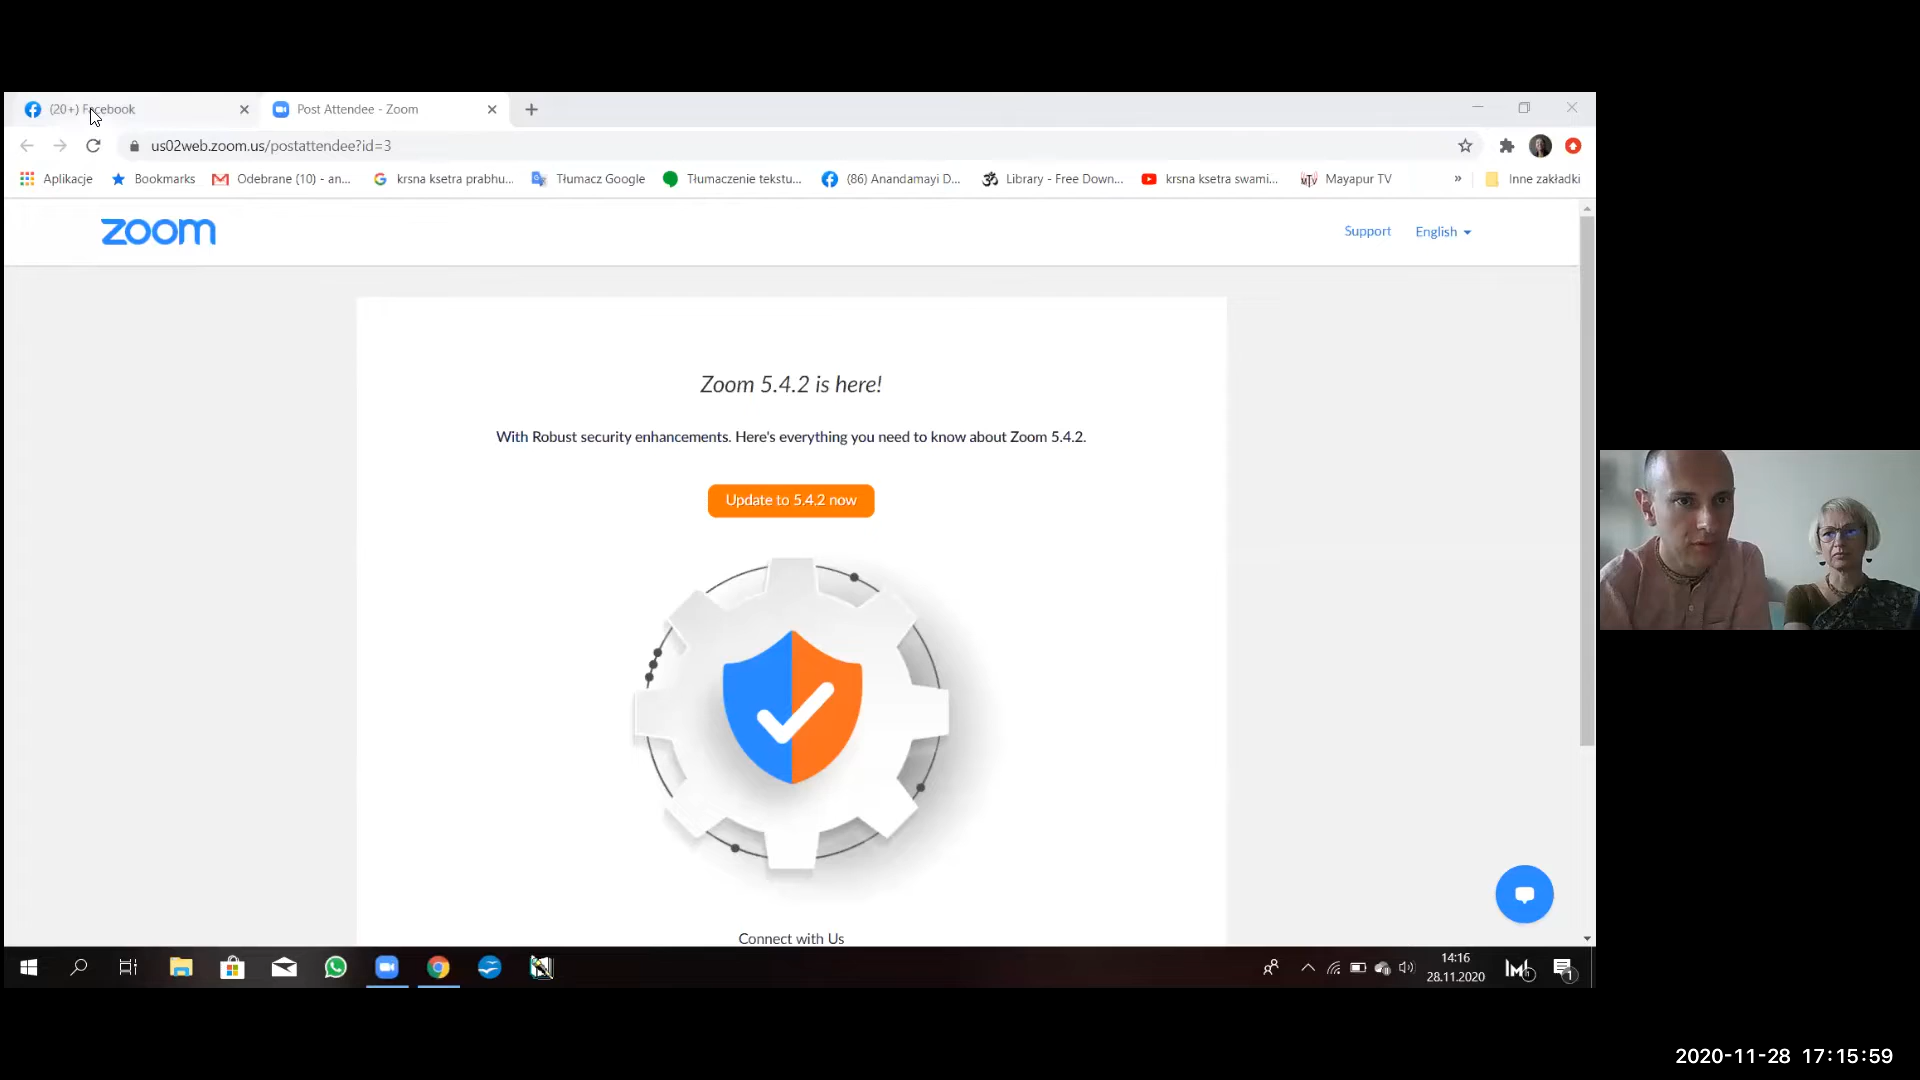 (20+) Facebook
Post Attendee - Zoom
us02web.zoom.us/postattendee?id=3
Aplikacje
Bookmarks
Odebrane (10) - an...
krsna ksetra prabhu...
Tłumacz Google
Tłumaczenie tekstu...
(86) Anandamayi D...
Library - Free Down...
krsna ksetra swami...
Mayapur TV
»
Inne zakładki
zoom
Support
English
Zoom 5.4.2 is here!
With Robust security enhancements. Here's everything you need to know about Zoom 5.4.2.
Update to 5.4.2 now
Connect with Us
14:16
28.11.2020
1
2020-11-28 17:15:59